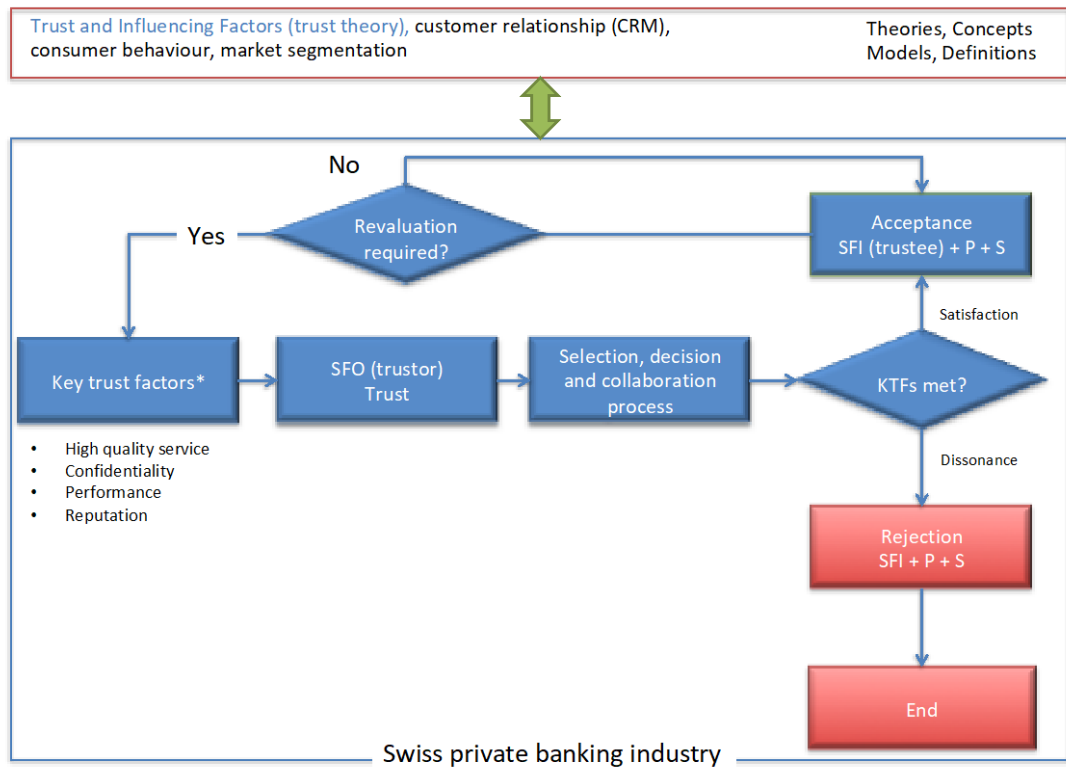 Trust and Influencing Factors (trust theory), customer relationship (CRM),
consumer behaviour, market segmentation
Theories, Concepts
Models, Definitions
No
Revaluation
required?
Yes
Acceptance
SFI (trustee) + P + S
Satisfaction
Key trust factors*
SFO (trustor)
Trust
Selection, decision
and collaboration
process
KTFs met?
• High quality service
• Confidentiality
• Performance
• Reputation
Dissonance
Rejection
SFI + P + S
End
Swiss private banking industry